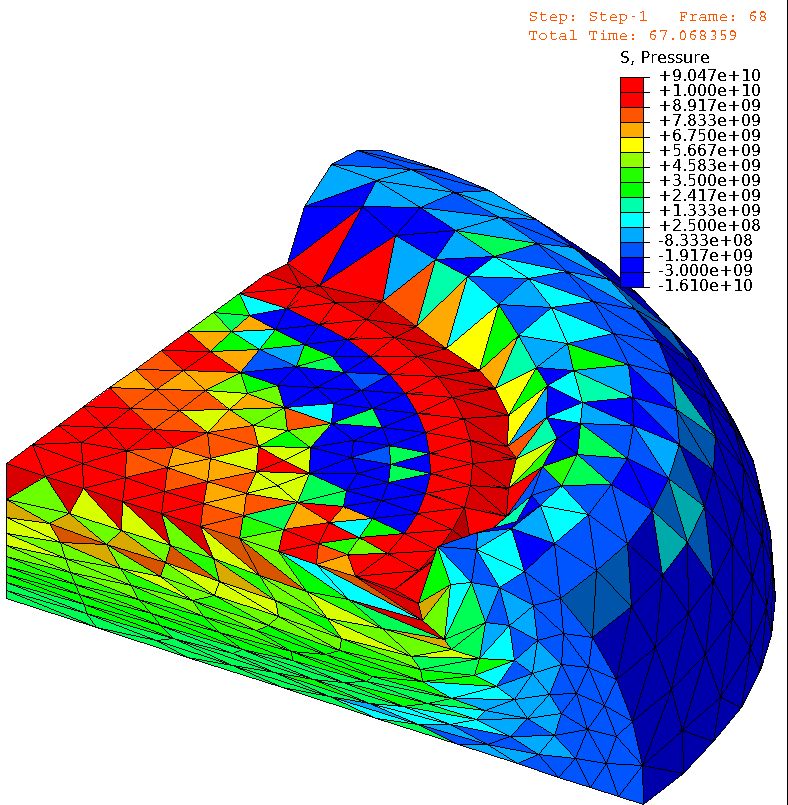 Step: Step-1   Frame: 68
Total Time: 67.068359
S, Pressure
+9.047e+10
+1.000e+10
+8.917e+09
+7.833e+09
+6.750e+09
+5.667e+09
+4.583e+09
+3.500e+09
+2.417e+09
+1.333e+09
+2.500e+08
-8.333e+08
-1.917e+09
-3.000e+09
-1.610e+10